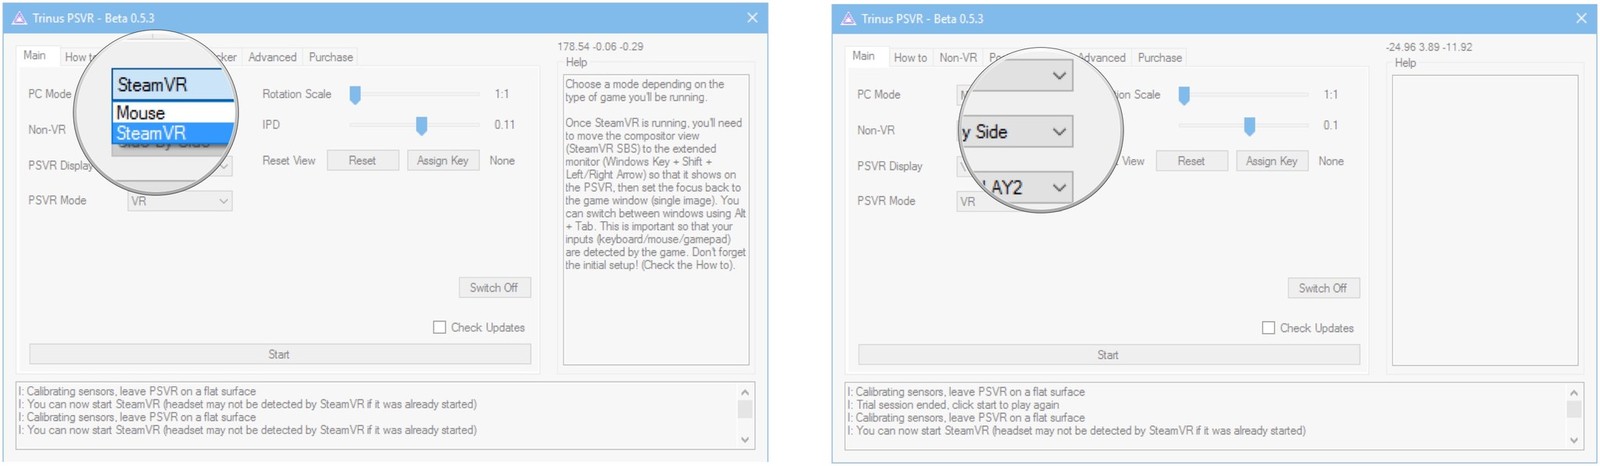 Trinus PSVR - Beta 0.5.3
Main
How to
Advanced
Purchase
178.54 -0.06 -0.29
Help
PC Mode
SteamVR
Mouse
SteamVR
Non-VR
PSVR Display
PSVR Mode
VR
Rotation Scale
1:1
IPD
0.11
Reset View
Reset
Assign Key
None
Choose a mode depending on the
type of game you'll be running.
Once SteamVR is running, you'll need
to move the compositor view
(SteamVR SBS) to the extended
monitor (Windows Key + Shift +
Left/Right Arrow) so that it shows on
the PSVR, then set the focus back to
the game window (single image). You
can switch between windows using Alt
+ Tab. This is important so that your
inputs (keyboard/mouse/gamepad)
are detected by the game. Don't forget
the initial setup! (Check the How to).
Switch Off
Check Updates
Start
I: Calibrating sensors, leave PSVR on a flat surface
I: You can now start SteamVR (headset may not be detected by SteamVR if it was already started)
I: Calibrating sensors, leave PSVR on a flat surface
I: You can now start SteamVR (headset may not be detected by SteamVR if it was already started)
Trinus PSVR - Beta 0.5.3
Main
How to
Non-VR
Advanced
Purchase
-24.96 3.89 -11.92
Help
PC Mode
Non-VR
y Side
PSVR Display
LAY2
PSVR Mode
VR
Scale
1:1
0.1
View
Reset
Assign Key
None
Switch Off
Check Updates
Start
I: Calibrating sensors, leave PSVR on a flat surface
I: Trial session ended, click start to play again
I: Calibrating sensors, leave PSVR on a flat surface
I: You can now start SteamVR (headset may not be detected by SteamVR if it was already started)